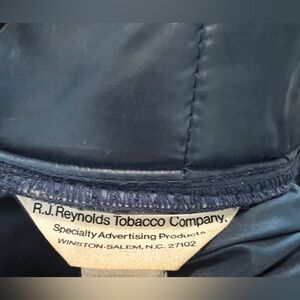 R.J. Reynolds Tobacco Company,
Specialty Advertising Products
WINSTON-SALEM, N.C. 27102